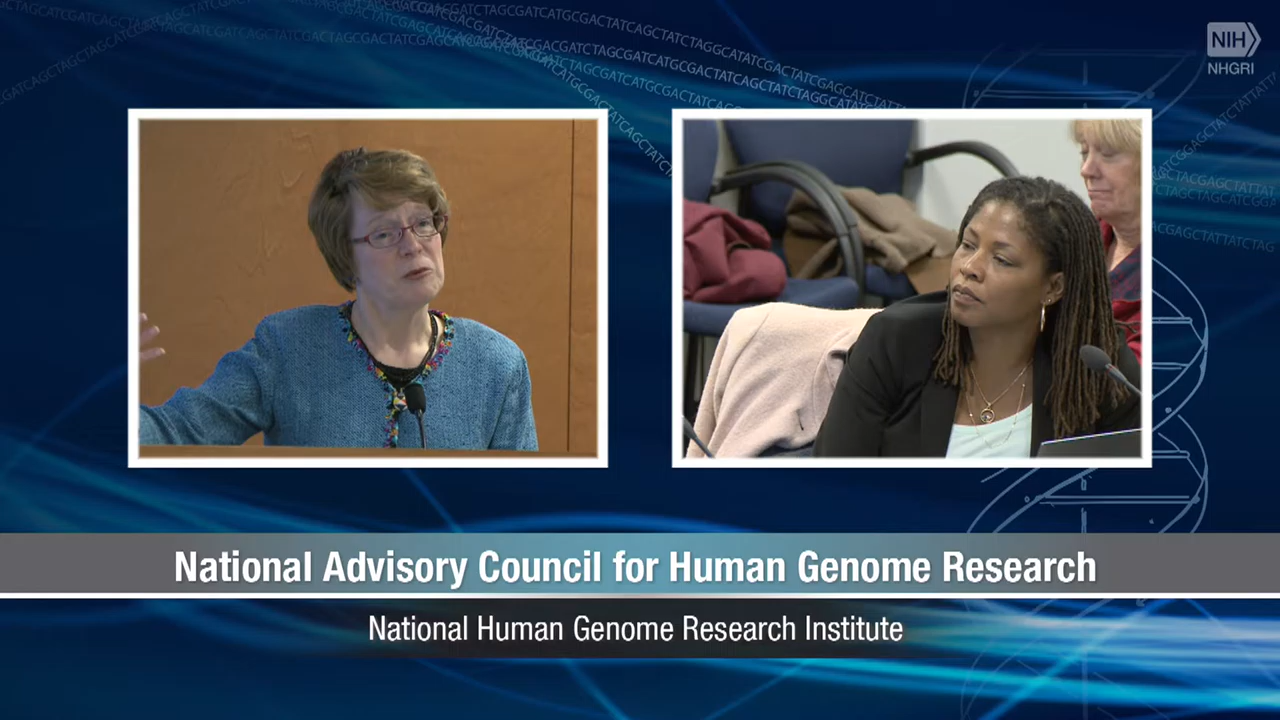 NIH
NHGRI
National Advisory Council for Human Genome Research
National Human Genome Research Institute